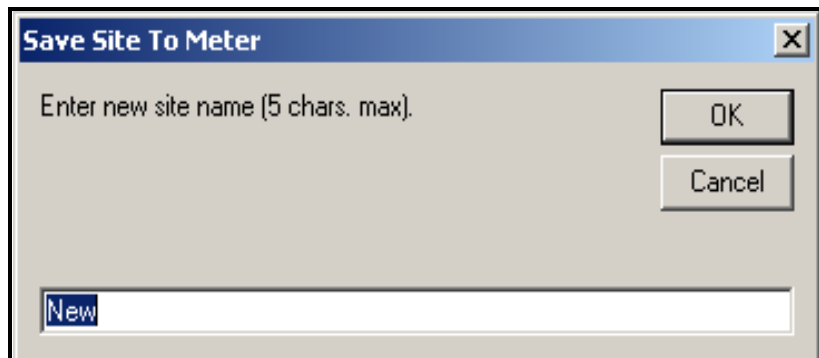 Save Site To Meter
Enter new site name (5 chars. max).
OK
Cancel
New